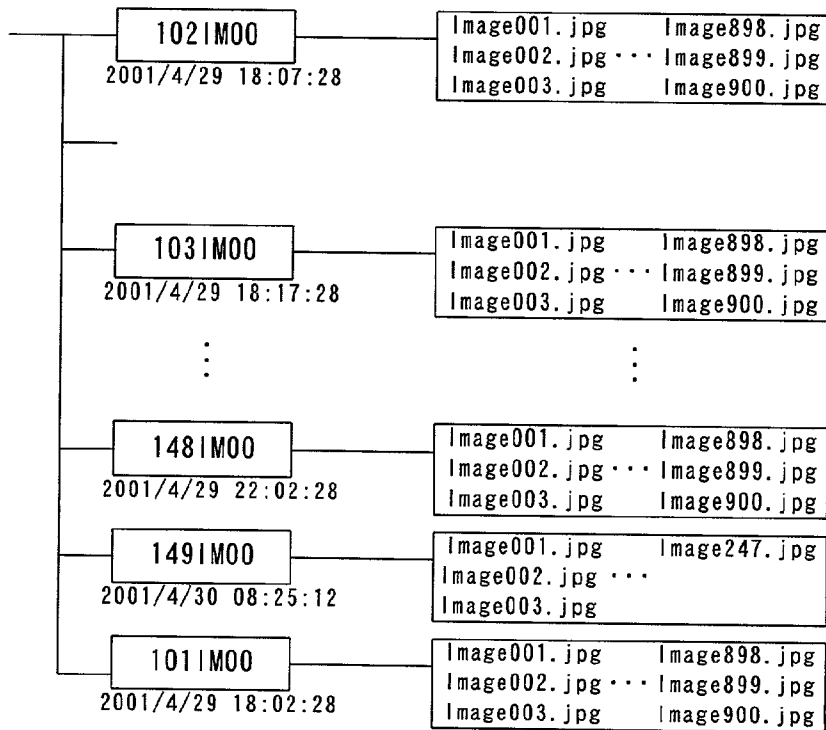 102IM00
2001/4/29 18:07:28
Image001.jpg Image898.jpg
Image002.jpg ··· Image899.jpg
Image003.jpg Image900.jpg
103IM00
2001/4/29 18:17:28
Image001.jpg Image898.jpg
Image002.jpg ··· Image899.jpg
Image003.jpg Image900.jpg
148IM00
2001/4/29 22:02:28
Image001.jpg Image898.jpg
Image002.jpg ··· Image899.jpg
Image003.jpg Image900.jpg
149IM00
2001/4/30 08:25:12
Image001.jpg Image247.jpg
Image002.jpg ···
Image003.jpg
101IM00
2001/4/29 18:02:28
Image001.jpg Image898.jpg
Image002.jpg ··· Image899.jpg
Image003.jpg Image900.jpg